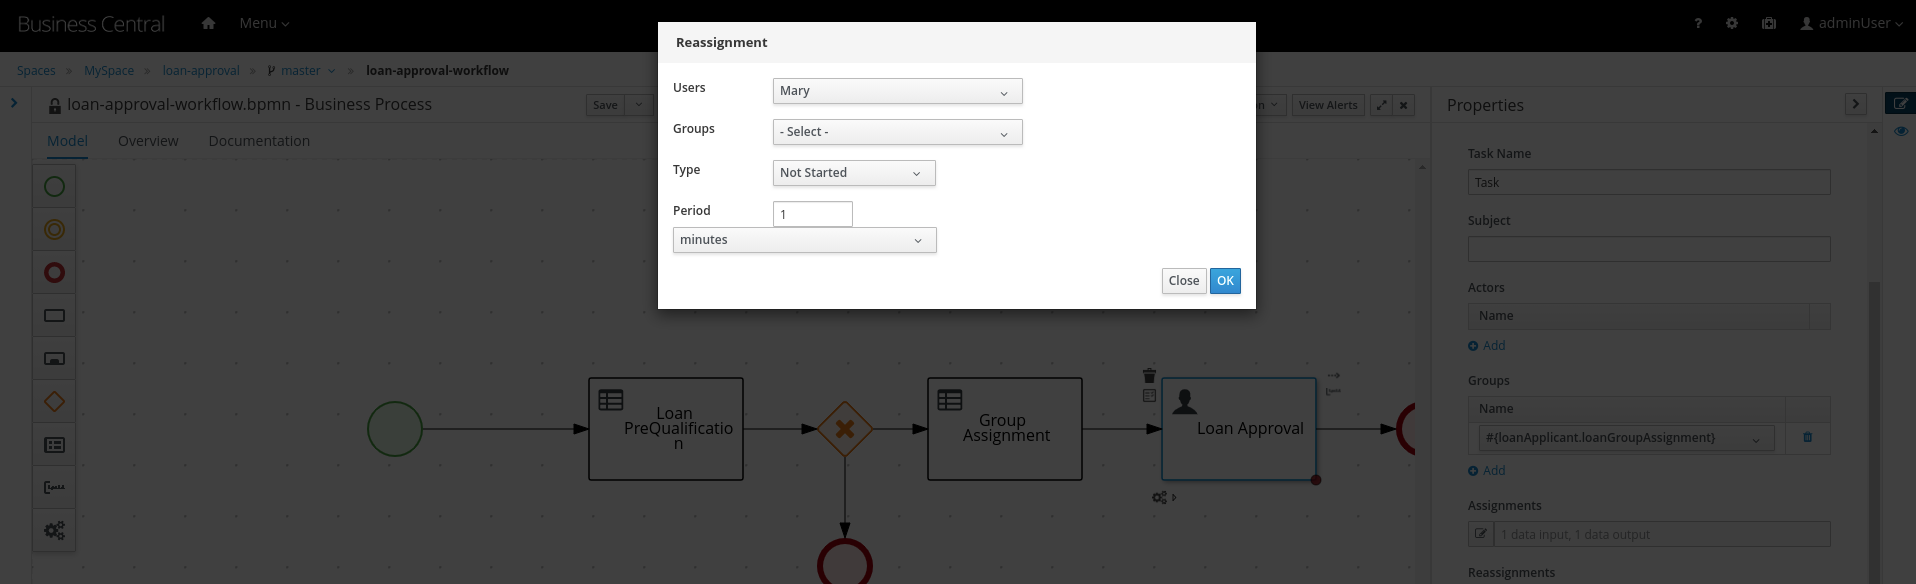 Business Central
Menu
?
adminUser
Spaces » MySpace » loan-approval » master » loan-approval-workflow
loan-approval-workflow.bpmn - Business Process
Save
View Alerts
Model
Overview
Documentation
Reassignment
Users
Mary
Groups
- Select -
Type
Not Started
Period
1
minutes
Close
OK
Loan
PreQualificatio
n
Group
Assignment
Loan Approval
Properties
Task Name
Task
Subject
Actors
Name
Add
Groups
Name
#{loanApplicant.loanGroupAssignment}
Add
Assignments
1 data input, 1 data output
Reassignments